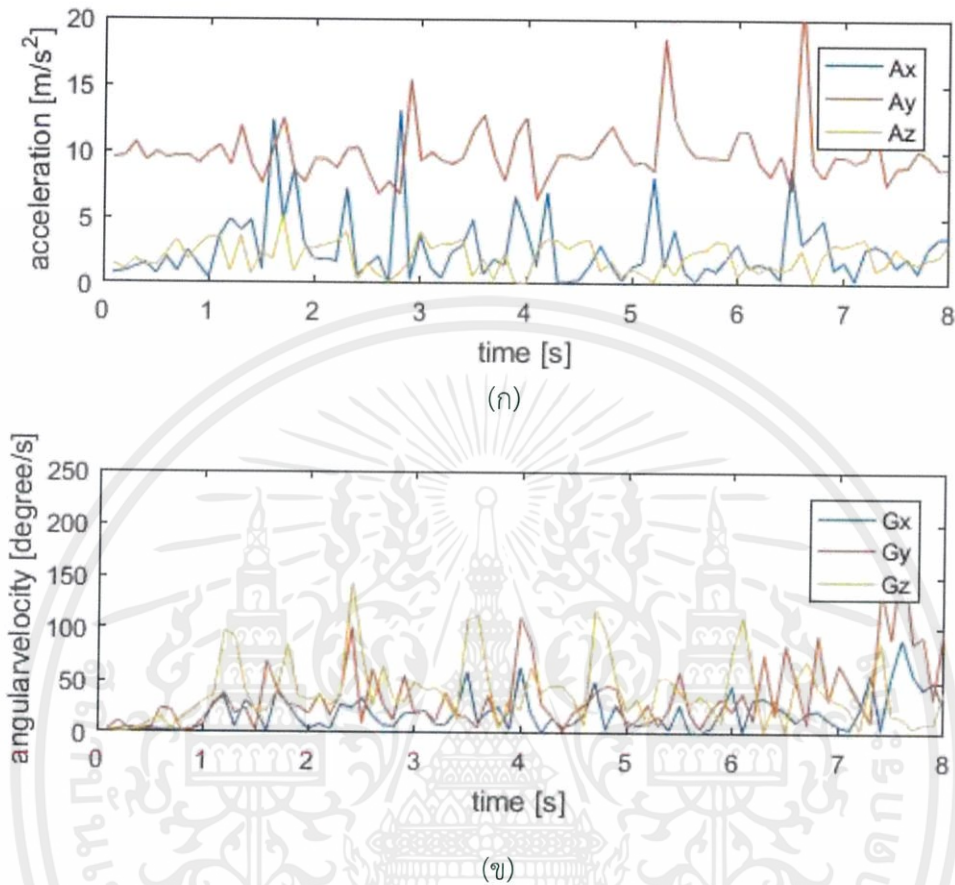 20
15
10
5
0
acceleration [m/s²]
Ax
Ay
Az
0 1 2 3 4 5 6 7 8
time [s]
(ก)
250
200
150
100
50
0
angularvelocity [degree/s]
Gx
Gy
Gz
0 1 2 3 4 5 6 7 8
time [s]
(ข)